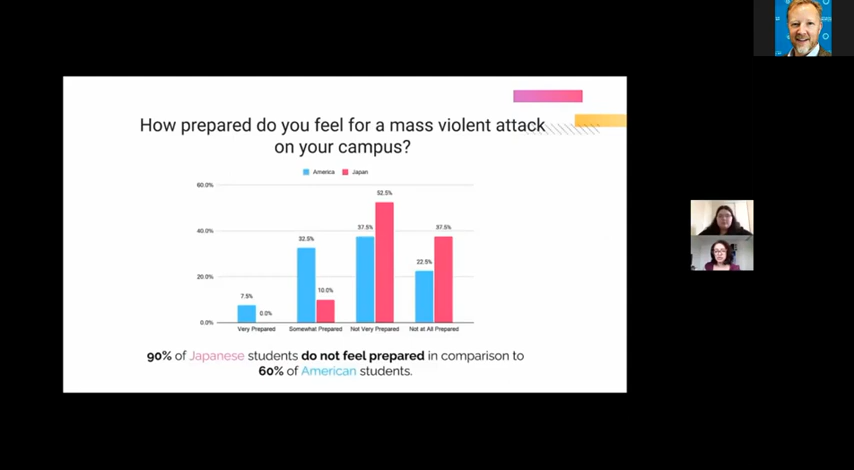 How prepared do you feel for a mass violent attack
on your campus?
America Japan
60.0%
52.5%
40.0%
37.5%
37.5%
32.5%
22.5%
20.0%
10.0%
7.5%
0.0%
0.0%
Very Prepared Somewhat Prepared Not Very Prepared Not at All Prepared
90% of Japanese students do not feel prepared in comparison to
60% of American students.